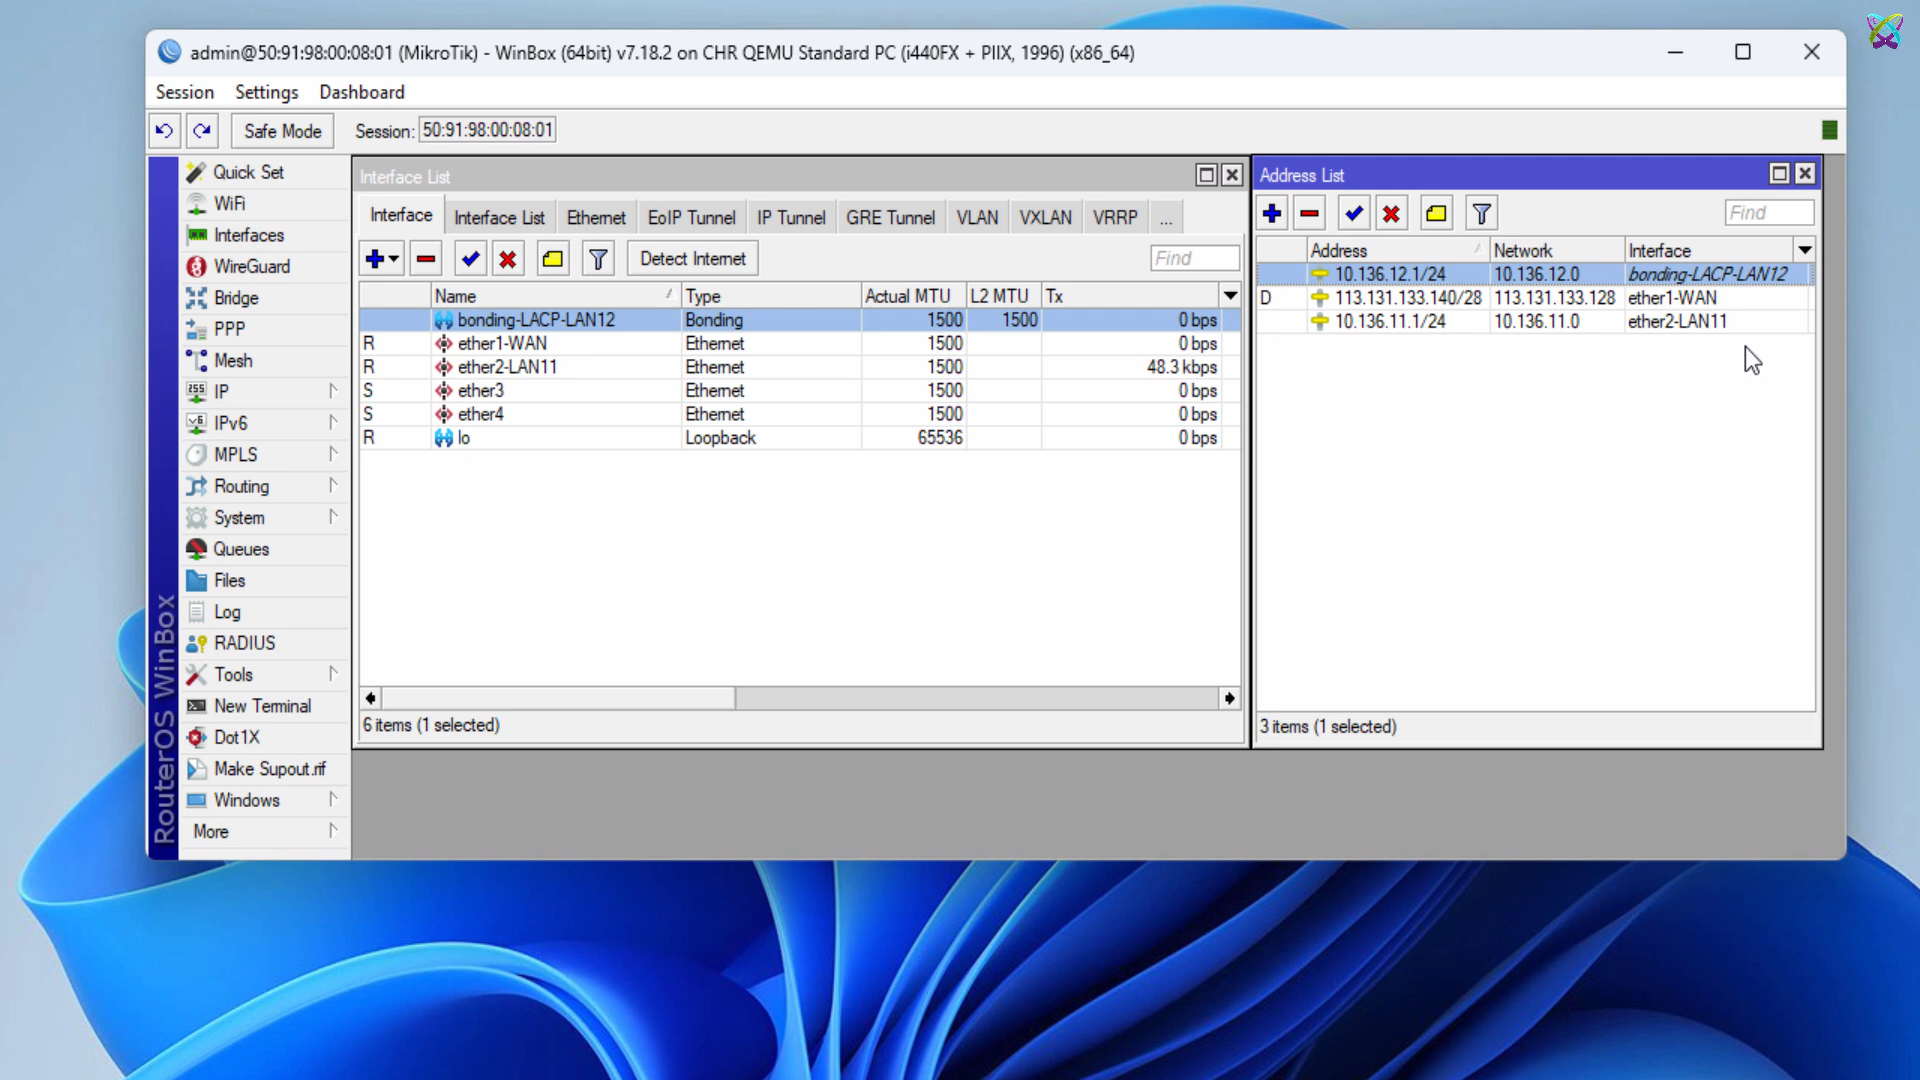 admin@50:91:98:00:08:01 (MikroTik) - WinBox (64bit) v7.18.2 on CHR QEMU Standard PC (i440FX + PIIX, 1996) (x86_64)
Session Settings Dashboard
Safe Mode Session: 50:91:98:00:08:01
RouterOS WinBox
Quick Set
WiFi
Interfaces
WireGuard
Bridge
PPP
Mesh
IP
IPv6
MPLS
Routing
System
Queues
Files
Log
RADIUS
Tools
New Terminal
Dot1X
Make Supout.rif
Windows
More
Interface List
Interface Interface List Ethernet EoIP Tunnel IP Tunnel GRE Tunnel VLAN VXLAN VRRP ...
Detect Internet Find
Name Type Actual MTU L2 MTU Tx
bonding-LACP-LAN12 Bonding 1500 1500 0 bps
R ether1-WAN Ethernet 1500 0 bps
R ether2-LAN11 Ethernet 1500 48.3 kbps
S ether3 Ethernet 1500 0 bps
S ether4 Ethernet 1500 0 bps
R lo Loopback 65536 0 bps
6 items (1 selected)
Address List
Find
Address Network Interface
10.136.12.1/24 10.136.12.0 bonding-LACP-LAN12
D 113.131.133.140/28 113.131.133.128 ether1-WAN
10.136.11.1/24 10.136.11.0 ether2-LAN11
3 items (1 selected)